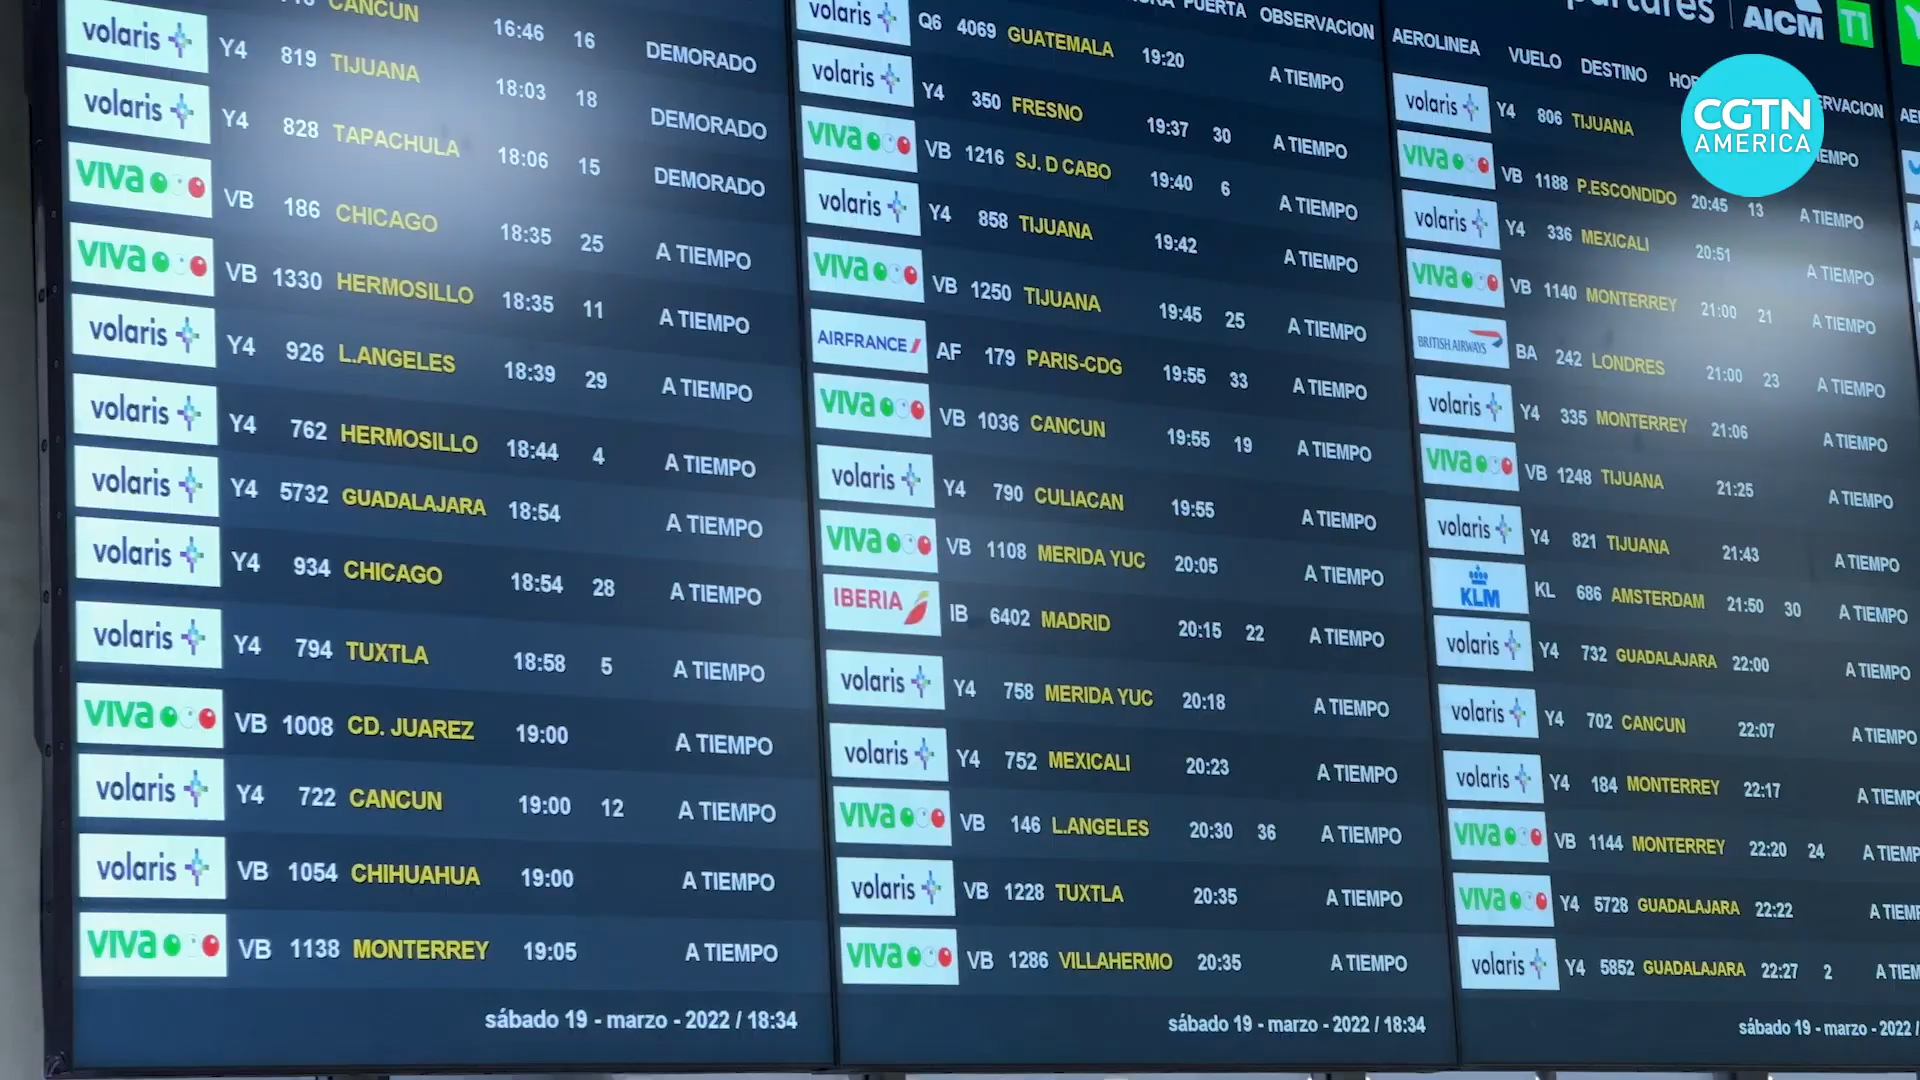 CANCUN 16:46 16 DEMORADO
volaris Y4 819 TIJUANA 18:03 18 DEMORADO
volaris Y4 828 TAPACHULA 18:06 15 DEMORADO
VIVA VB 186 CHICAGO 18:35 25 A TIEMPO
VIVA VB 1330 HERMOSILLO 18:35 11 A TIEMPO
volaris Y4 926 L.ANGELES 18:39 29 A TIEMPO
volaris Y4 762 HERMOSILLO 18:44 4 A TIEMPO
volaris Y4 5732 GUADALAJARA 18:54 A TIEMPO
volaris Y4 934 CHICAGO 18:54 28 A TIEMPO
volaris Y4 794 TUXTLA 18:58 5 A TIEMPO
VIVA VB 1008 CD. JUAREZ 19:00 A TIEMPO
volaris Y4 722 CANCUN 19:00 12 A TIEMPO
volaris VB 1054 CHIHUAHUA 19:00 A TIEMPO
VIVA VB 1138 MONTERREY 19:05 A TIEMPO
sábado 19 - marzo - 2022 / 18:34
PUERTA OBSERVACION
volaris Q6 4069 GUATEMALA 19:20 A TIEMPO
volaris Y4 350 FRESNO 19:37 30 A TIEMPO
VIVA VB 1216 SJ. D CABO 19:40 6 A TIEMPO
volaris Y4 858 TIJUANA 19:42 A TIEMPO
VIVA VB 1250 TIJUANA 19:45 25 A TIEMPO
AIRFRANCE AF 179 PARIS-CDG 19:55 33 A TIEMPO
VIVA VB 1036 CANCUN 19:55 19 A TIEMPO
volaris Y4 790 CULIACAN 19:55 A TIEMPO
VIVA VB 1108 MERIDA YUC 20:05 A TIEMPO
IBERIA IB 6402 MADRID 20:15 22 A TIEMPO
volaris Y4 758 MERIDA YUC 20:18 A TIEMPO
volaris Y4 752 MEXICALI 20:23 A TIEMPO
VIVA VB 146 L.ANGELES 20:30 36 A TIEMPO
volaris VB 1228 TUXTLA 20:35 A TIEMPO
VIVA VB 1286 VILLAHERMO 20:35 A TIEMPO
sábado 19 - marzo - 2022 / 18:34
AICM T1
AEROLINEA VUELO DESTINO
CGTN
AMERICA
volaris Y4 806 TIJUANA
VIVA VB 1188 P.ESCONDIDO 20:45 13 A TIEMPO
volaris Y4 336 MEXICALI 20:51 A TIEMPO
VIVA VB 1140 MONTERREY 21:00 21 A TIEMPO
BRITISH AIRWAYS BA 242 LONDRES 21:00 23 A TIEMPO
volaris Y4 335 MONTERREY 21:06 A TIEMPO
VIVA VB 1248 TIJUANA 21:25 A TIEMPO
volaris Y4 821 TIJUANA 21:43 A TIEMPO
KLM KL 686 AMSTERDAM 21:50 30 A TIEMPO
volaris Y4 732 GUADALAJARA 22:00 A TIEMPO
volaris Y4 702 CANCUN 22:07 A TIEMPO
volaris Y4 184 MONTERREY 22:17 A TIEMPO
VIVA VB 1144 MONTERREY 22:20 24 A TIEMP
VIVA Y4 5728 GUADALAJARA 22:22 A TIEM
volaris Y4 5852 GUADALAJARA 22:27 2 A TIEM
sábado 19 - marzo - 2022 /